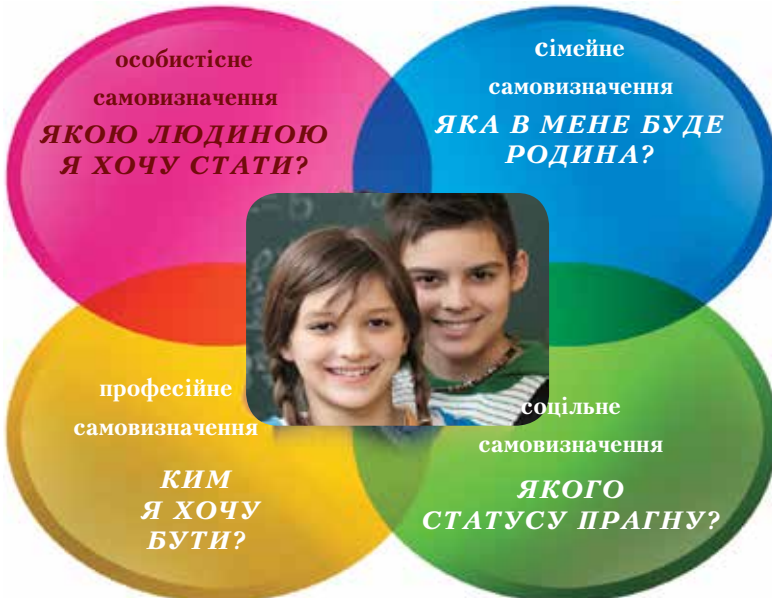 особистісне
самовизначення
ЯКОЮ ЛЮДИНОЮ
Я ХОЧУ СТАТИ?
сімейне
самовизначення
ЯКА В МЕНЕ БУДЕ
РОДИНА?
професійне
самовизначення
КИМ
Я ХОЧУ
БУТИ?
соцільне
самовизначення
ЯКОГО
СТАТУСУ ПРАГНУ?